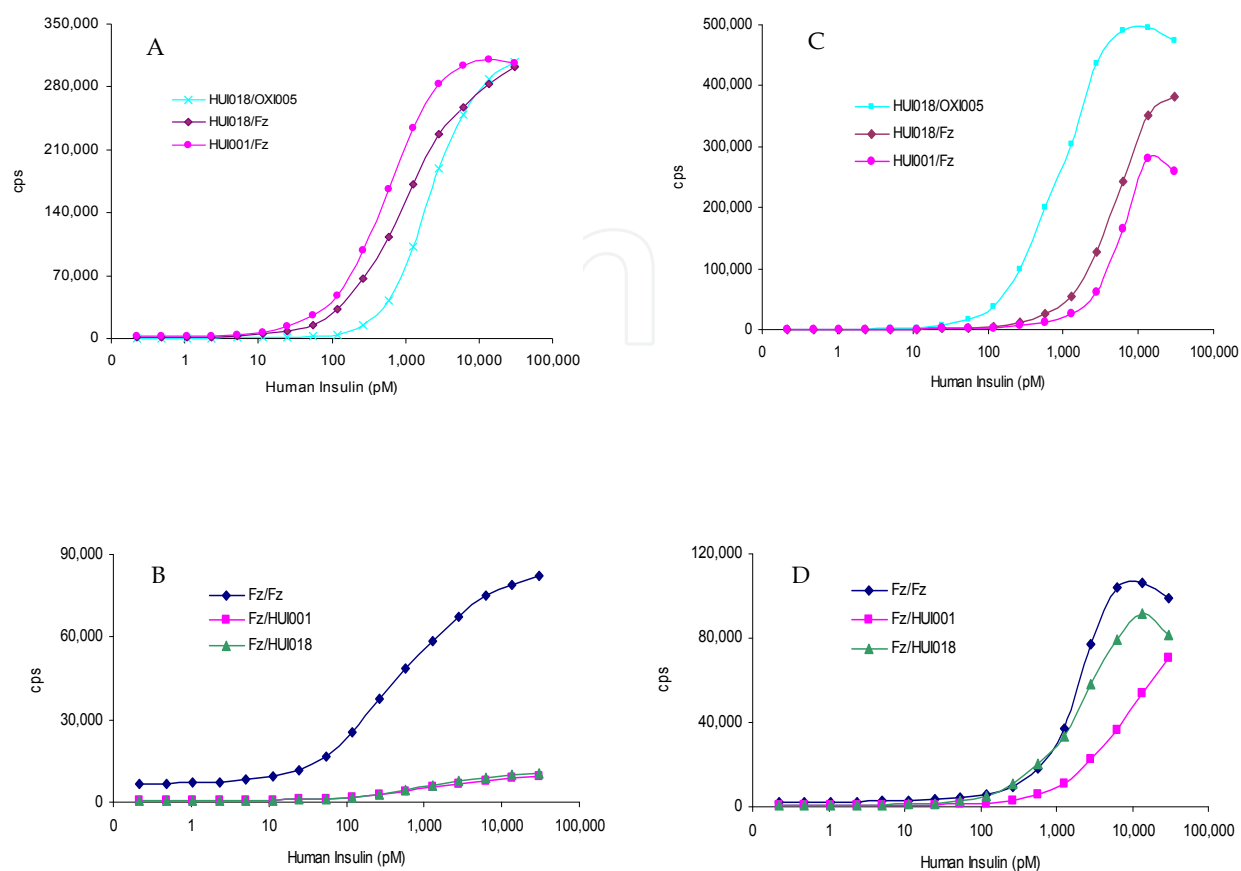 A
350,000
280,000
210,000
140,000
70,000
0
cps
HUI018/OXI005
HUI018/Fz
HUI001/Fz
0 1 10 100 1,000 10,000 100,000
Human Insulin (pM)
C
500,000
400,000
300,000
200,000
100,000
0
cps
HUI018/OXI005
HUI018/Fz
HUI001/Fz
0 1 10 100 1,000 10,000 100,000
Human Insulin (pM)
B
90,000
60,000
30,000
0
cps
Fz/Fz
Fz/HUI001
Fz/HUI018
0 1 10 100 1,000 10,000 100,000
Human Insulin (pM)
D
120,000
80,000
40,000
0
cps
Fz/Fz
Fz/HUI001
Fz/HUI018
0 1 10 100 1,000 10,000 100,000
Human Insulin (pM)